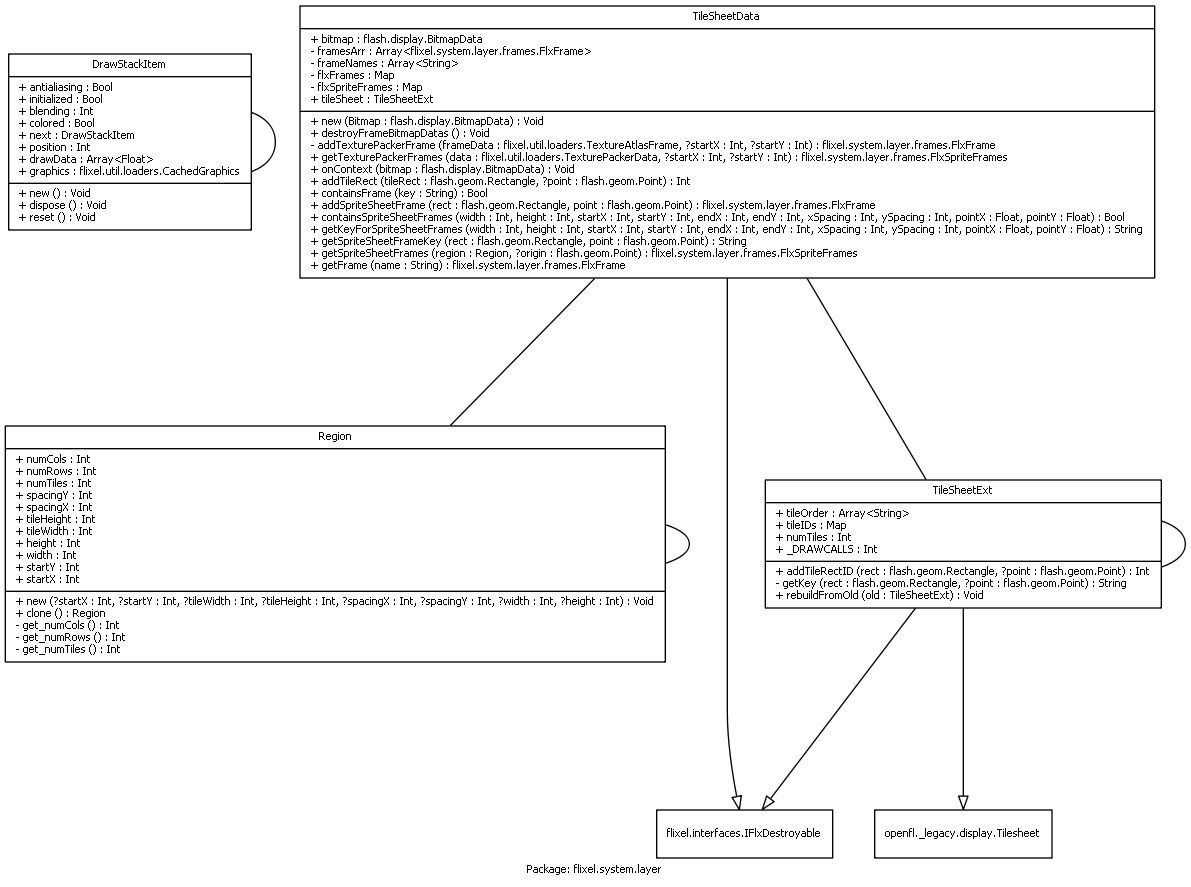 TileSheetData
+ bitmap : flash.display.BitmapData
- framesArr : Array<flixel.system.layer.frames.FlxFrame>
- frameNames : Array<String>
- flxFrames : Map
- flxSpriteFrames : Map
+ tileSheet : TileSheetExt
+ new (Bitmap : flash.display.BitmapData) : Void
+ destroyFrameBitmapDatas () : Void
- addTexturePackerFrame (frameData : flixel.util.loaders.TextureAtlasFrame, ?startX : Int, ?startY : Int) : flixel.system.layer.frames.FlxFrame
+ getTexturePackerFrames (data : flixel.util.loaders.TexturePackerData, ?startX : Int, ?startY : Int) : flixel.system.layer.frames.FlxSpriteFrames
+ onContext (bitmap : flash.display.BitmapData) : Void
+ addTileRect (tileRect : flash.geom.Rectangle, ?point : flash.geom.Point) : Int
+ containsFrame (key : String) : Bool
+ addSpriteSheetFrame (rect : flash.geom.Rectangle, point : flash.geom.Point) : flixel.system.layer.frames.FlxFrame
+ containsSpriteSheetFrames (width : Int, height : Int, startX : Int, startY : Int, endX : Int, endY : Int, xSpacing : Int, ySpacing : Int, pointX : Float, pointY : Float) : Bool
+ getKeyForSpriteSheetFrames (width : Int, height : Int, startX : Int, startY : Int, endX : Int, endY : Int, xSpacing : Int, ySpacing : Int, pointX : Float, pointY : Float) : String
+ getSpriteSheetFrameKey (rect : flash.geom.Rectangle, point : flash.geom.Point) : String
+ getSpriteSheetFrames (region : Region, ?origin : flash.geom.Point) : flixel.system.layer.frames.FlxSpriteFrames
+ getFrame (name : String) : flixel.system.layer.frames.FlxFrame
DrawStackItem
+ antialiasing : Bool
+ initialized : Bool
+ blending : Int
+ colored : Bool
+ next : DrawStackItem
+ position : Int
+ drawData : Array<Float>
+ graphics : flixel.util.loaders.CachedGraphics
+ new () : Void
+ dispose () : Void
+ reset () : Void
Region
+ numCols : Int
+ numRows : Int
+ numTiles : Int
+ spacingY : Int
+ spacingX : Int
+ tileHeight : Int
+ tileWidth : Int
+ height : Int
+ width : Int
+ startY : Int
+ startX : Int
+ new (?startX : Int, ?startY : Int, ?tileWidth : Int, ?tileHeight : Int, ?spacingX : Int, ?spacingY : Int, ?width : Int, ?height : Int) : Void
+ clone () : Region
- get_numCols () : Int
- get_numRows () : Int
- get_numTiles () : Int
TileSheetExt
+ tileOrder : Array<String>
+ tileIDs : Map
+ numTiles : Int
+ _DRAWCALLS : Int
+ addTileRectID (rect : flash.geom.Rectangle, ?point : flash.geom.Point) : Int
- getKey (rect : flash.geom.Rectangle, ?point : flash.geom.Point) : String
+ rebuildFromOld (old : TileSheetExt) : Void
flixel.interfaces.IFlxDestroyable
openfl._legacy.display.Tilesheet
Package: flixel.system.layer